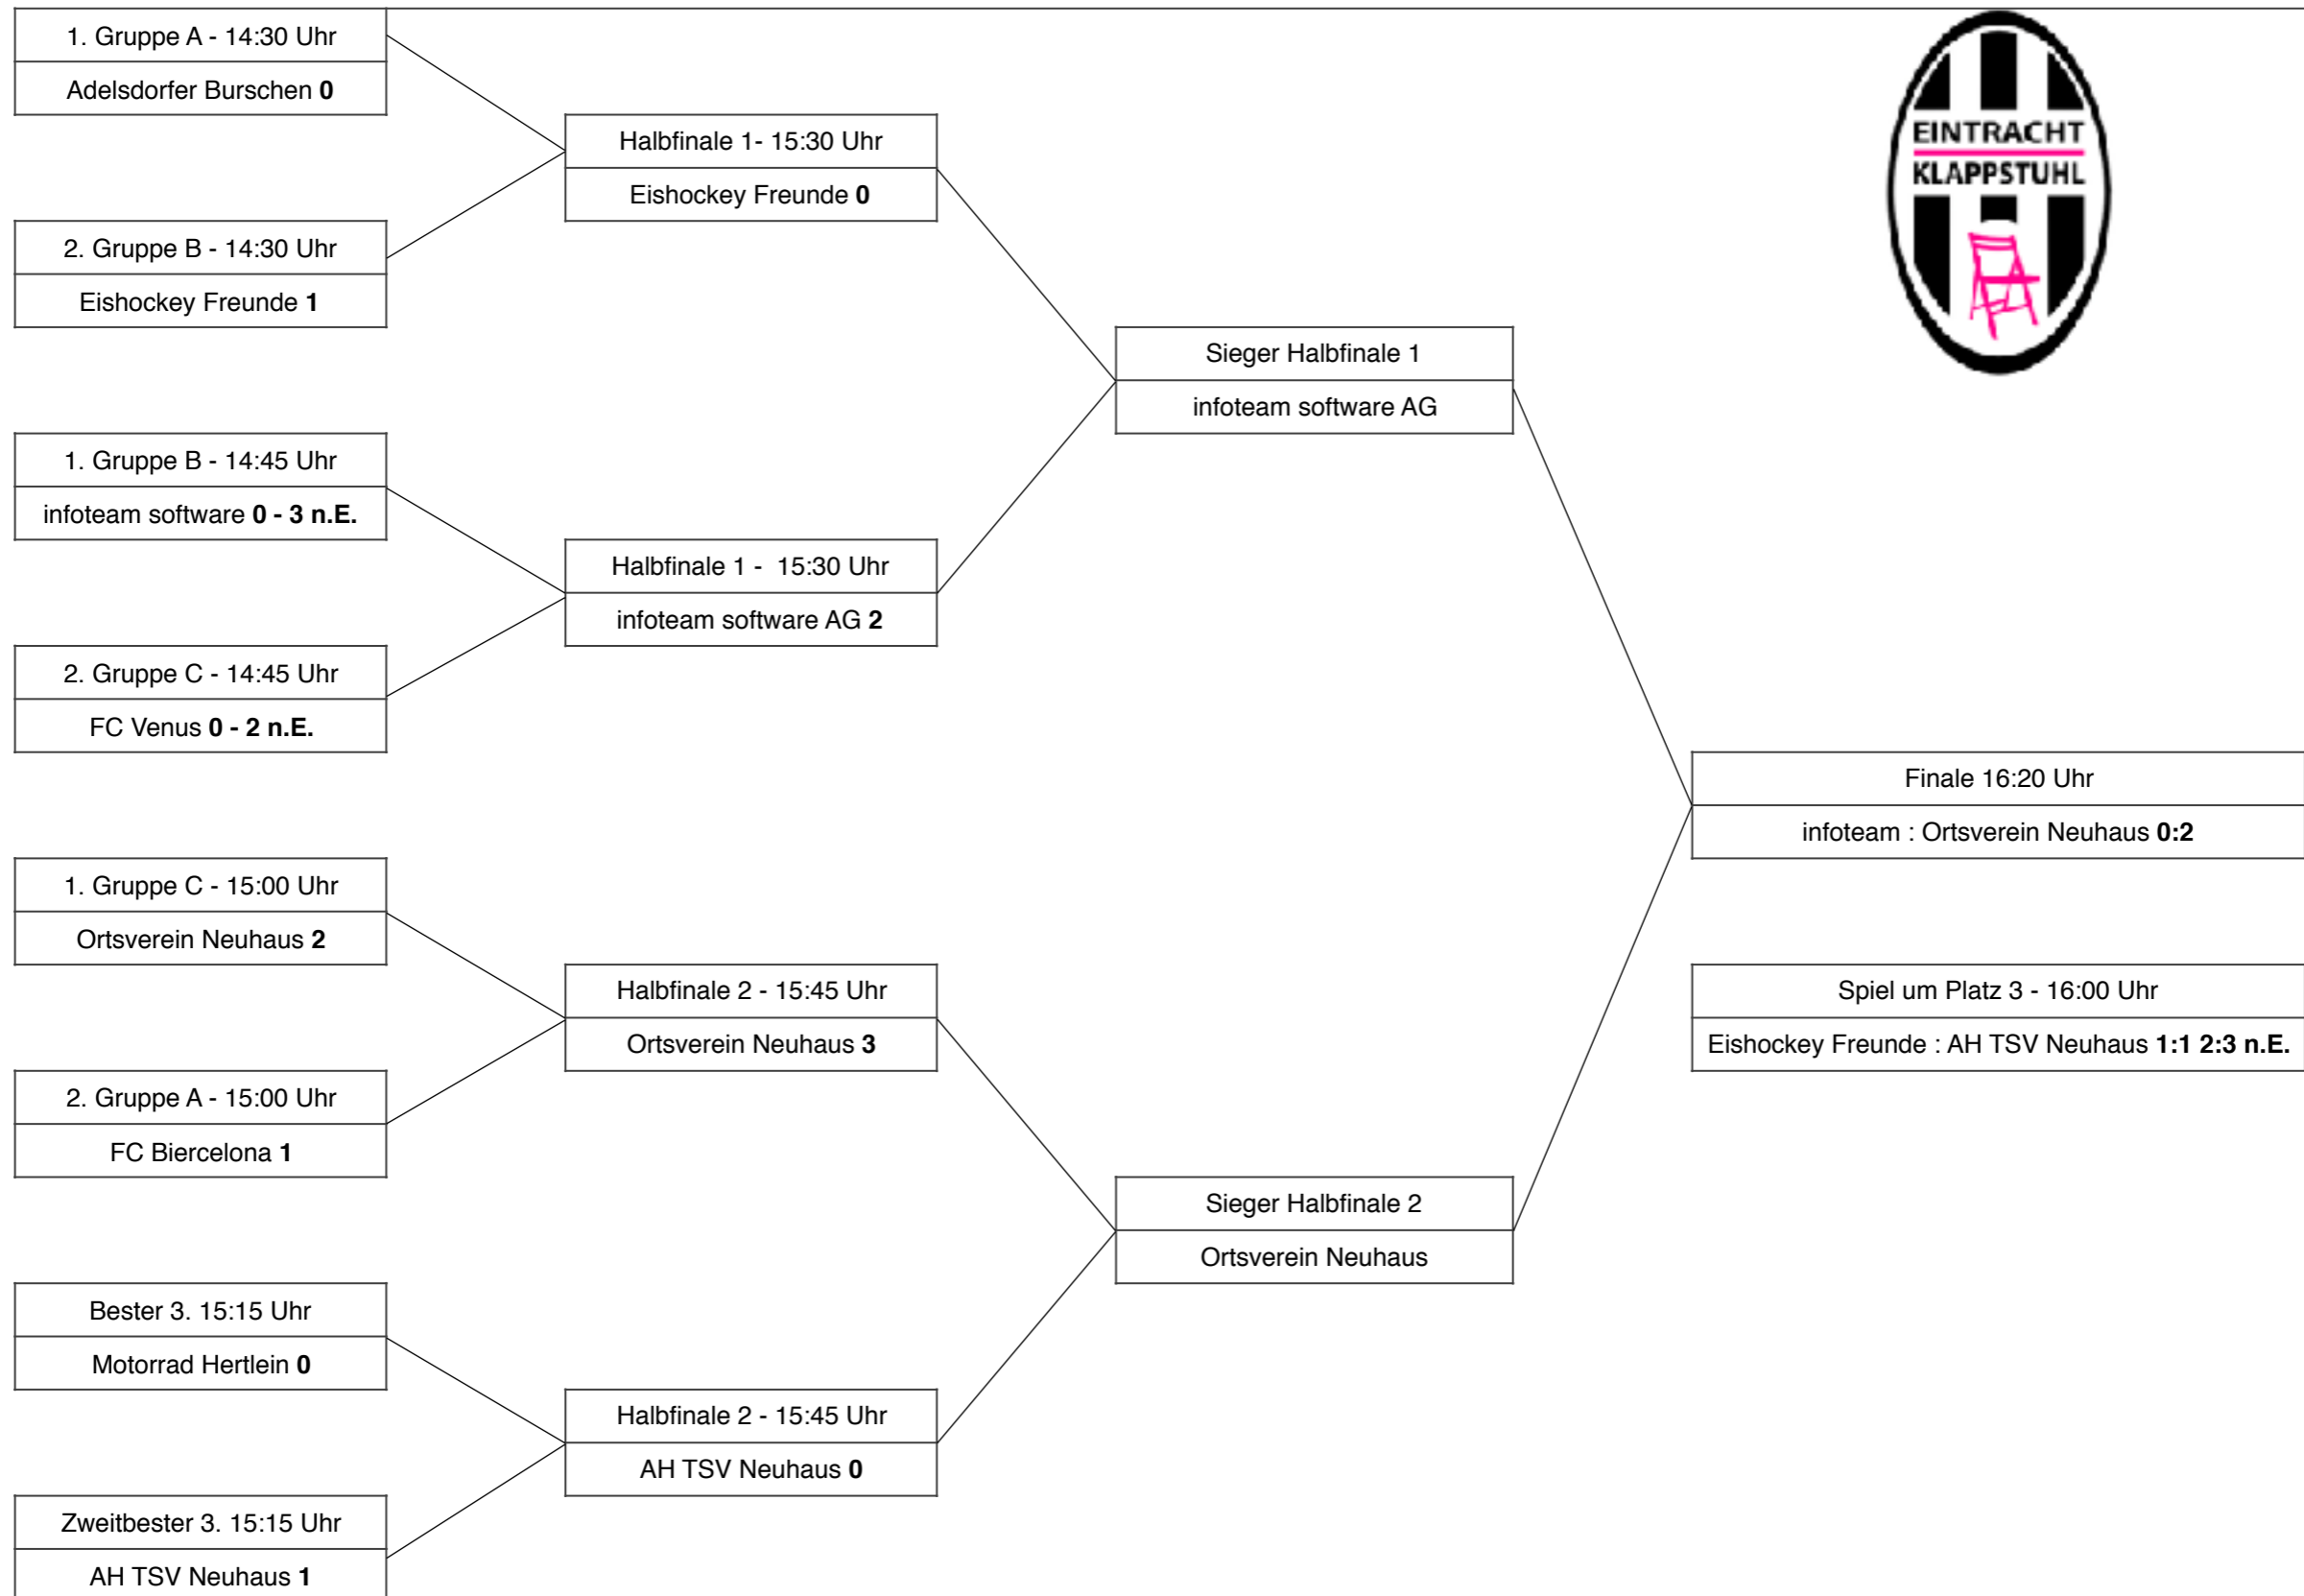 1. Gruppe A - 14:30 Uhr
Adelsdorfer Burschen 0
2. Gruppe B - 14:30 Uhr
Eishockey Freunde 1
1. Gruppe B - 14:45 Uhr
infoteam software 0 - 3 n.E.
2. Gruppe C - 14:45 Uhr
FC Venus 0 - 2 n.E.
1. Gruppe C - 15:00 Uhr
Ortsverein Neuhaus 2
2. Gruppe A - 15:00 Uhr
FC Biercelona 1
Bester 3. 15:15 Uhr
Motorrad Hertlein 0
Zweitbester 3. 15:15 Uhr
AH TSV Neuhaus 1
Halbfinale 1- 15:30 Uhr
Eishockey Freunde 0
Halbfinale 1 -  15:30 Uhr
infoteam software AG 2
Halbfinale 2 - 15:45 Uhr
Ortsverein Neuhaus 3
Halbfinale 2 - 15:45 Uhr
AH TSV Neuhaus 0
Sieger Halbfinale 1
infoteam software AG
Sieger Halbfinale 2
Ortsverein Neuhaus
EINTRACHT
KLAPPSTUHL
Finale 16:20 Uhr
infoteam : Ortsverein Neuhaus 0:2
Spiel um Platz 3 - 16:00 Uhr
Eishockey Freunde : AH TSV Neuhaus 1:1 2:3 n.E.